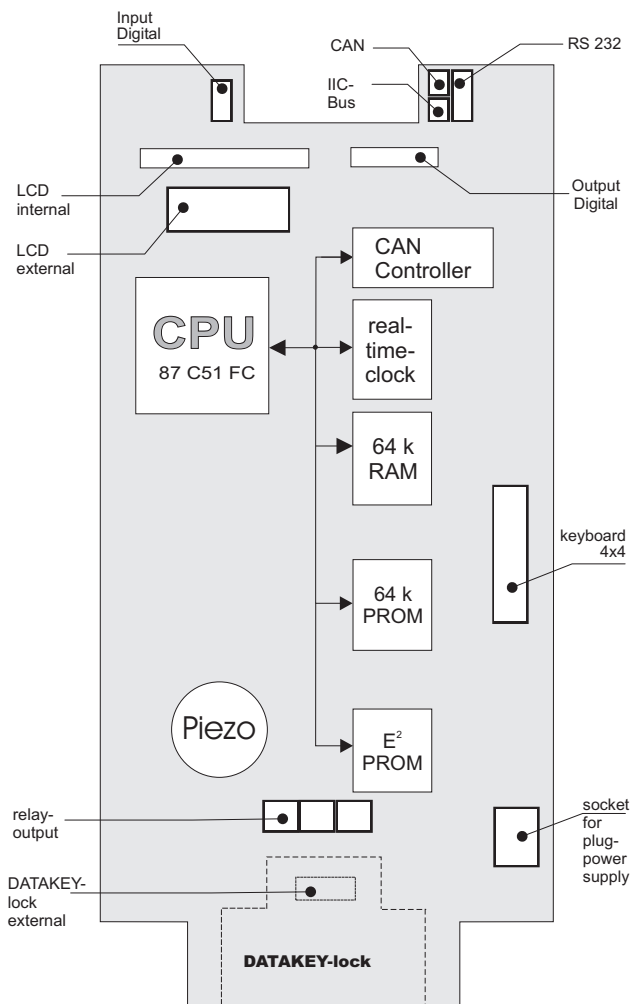 Input
Digital
CAN
RS 232
IIC-
Bus
LCD
internal
Output
Digital
LCD
external
CAN
Controller
CPU
87 C51 FC
real-
time-
clock
64 k
RAM
keyboard
4x4
64 k
PROM
Piezo
E²
PROM
relay-
output
socket
for
plug-
power
supply
DATAKEY-
lock
external
DATAKEY-lock